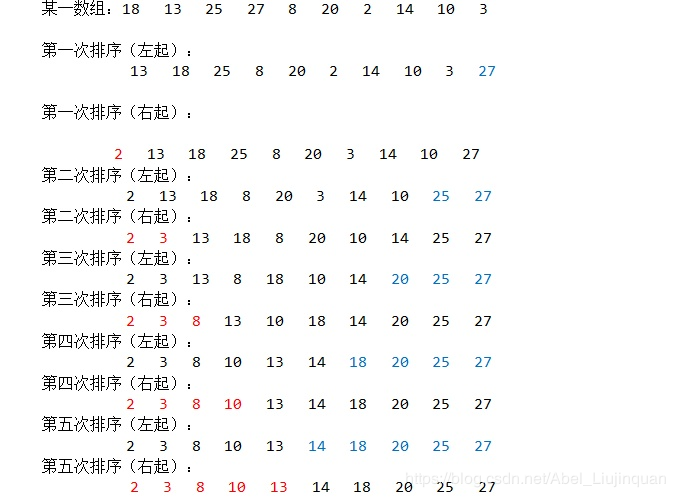 某一数组：18 13 25 27 8 20 2 14 10 3
第一次排序（左起）：
13 18 25 8 20 2 14 10 3 27
第一次排序（右起）：
2 13 18 25 8 20 3 14 10 27
第二次排序（左起）：
2 13 18 8 20 3 14 10 25 27
第二次排序（右起）：
2 3 13 18 8 20 10 14 25 27
第三次排序（左起）：
2 3 13 8 18 10 14 20 25 27
第三次排序（右起）：
2 3 8 13 10 18 14 20 25 27
第四次排序（左起）：
2 3 8 10 13 14 18 20 25 27
第四次排序（右起）：
2 3 8 10 13 14 18 20 25 27
第五次排序（左起）：
2 3 8 10 13 14 18 20 25 27
第五次排序（右起）：
2 3 8 10 13 14 18 20 25 27
https://blog.csdn.net/Abel_Liujinquan